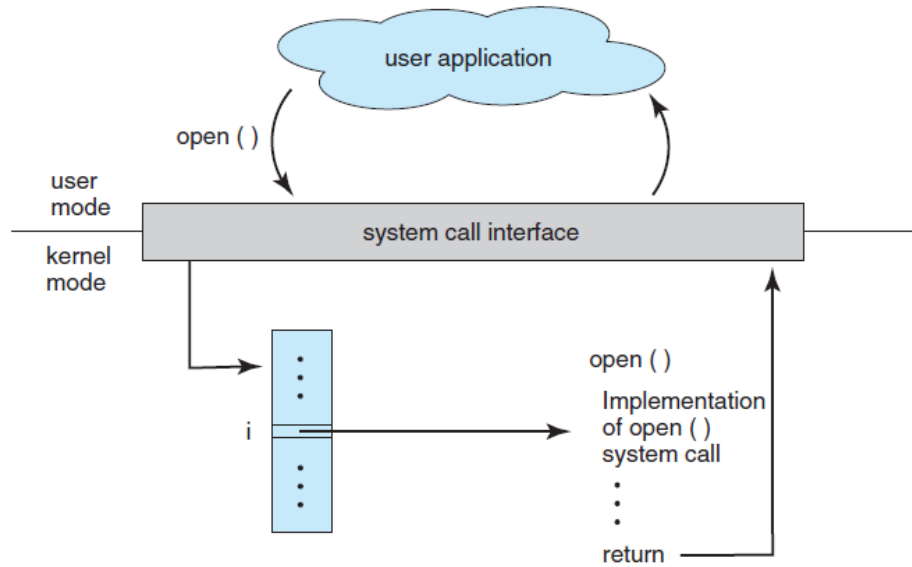 user application
open ( )
user
mode
system call interface
kernel
mode
open ( )
Implementation
of open ( )
system call
i
return